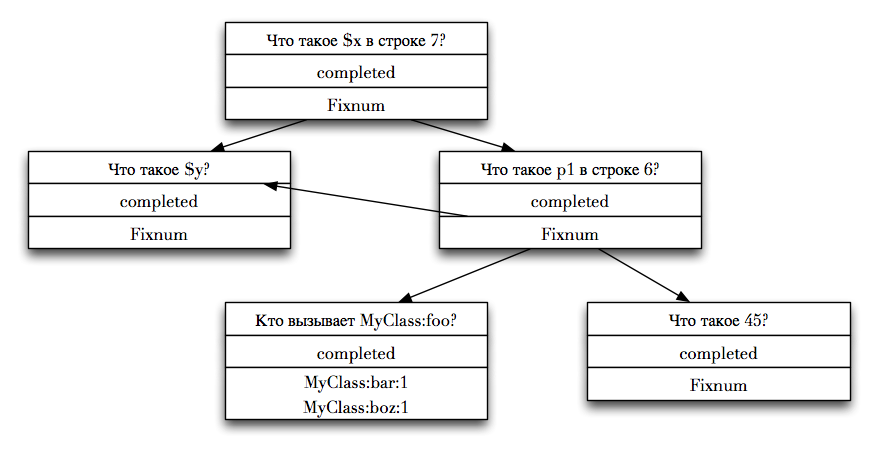 Что такое $x в строке 7?
completed
Fixnum
Что такое $y?
completed
Fixnum
Что такое p1 в строке 6?
completed
Fixnum
Кто вызывает MyClass:foo?
completed
MyClass:bar:1
MyClass:boz:1
Что такое 45?
completed
Fixnum